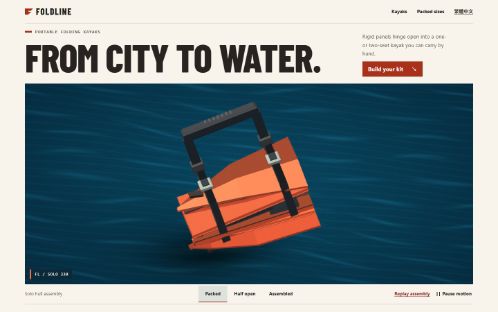 FOLDLINE
Kayaks
Packed sizes
繁體中文
PORTABLE FOLDING KAYAKS
FROM CITY TO WATER.
Rigid panels hinge open into a one-
or two-seat kayak you can carry by
hand.
Build your kit ↘
FL / SOLO 330
Solo hull assembly
Packed
Half open
Assembled
Replay assembly
Pause motion